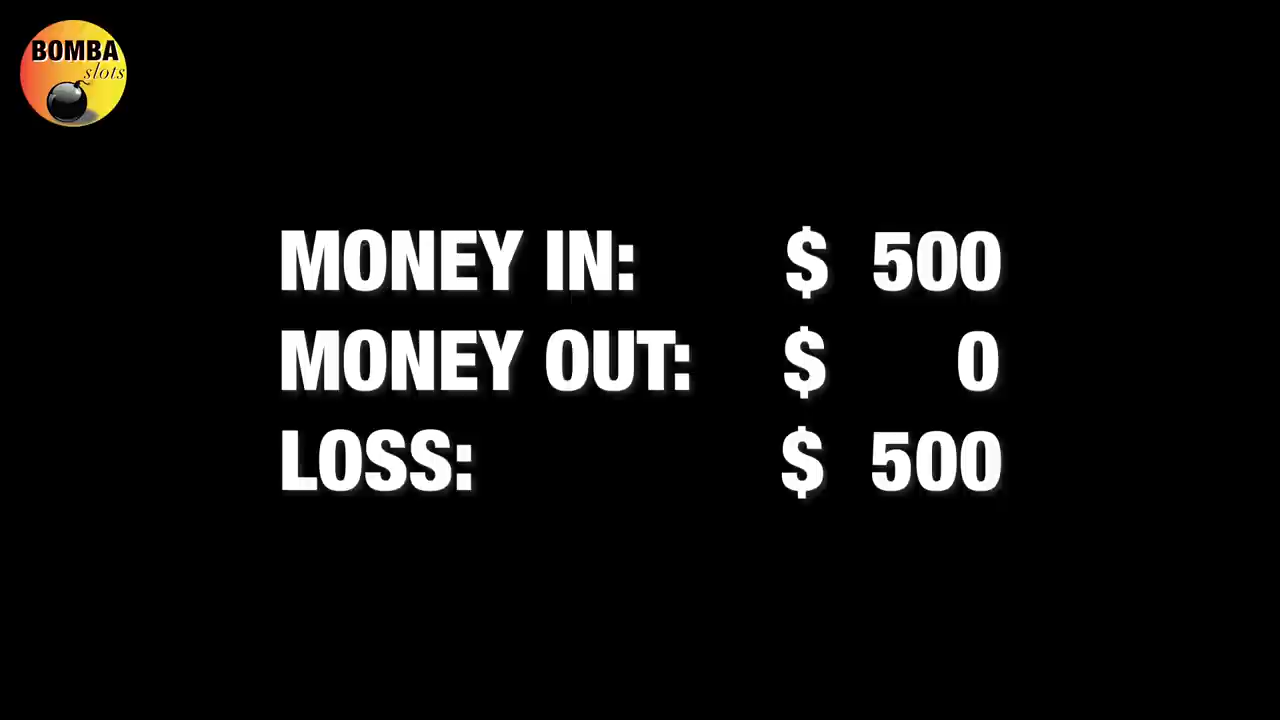 BOMBA
slots
MONEY IN: $ 500
MONEY OUT: $ 0
LOSS: $ 500